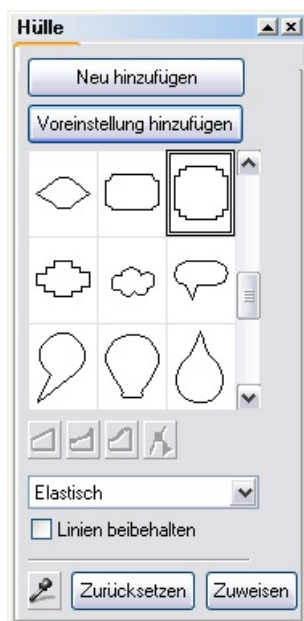 Hülle
Neu hinzufügen
Voreinstellung hinzufügen
Elastisch
Linien beibehalten
Zurücksetzen Zuweisen